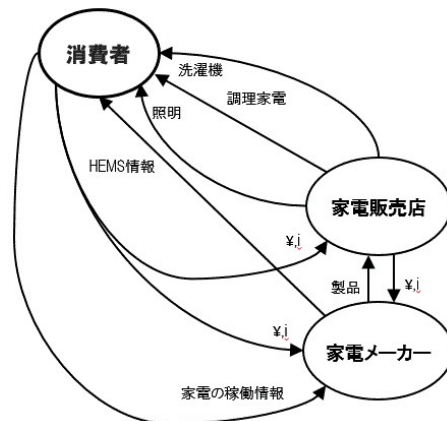 消費者
洗濯機
調理家電
照明
HEMS情報
家電販売店
¥,i
製品
¥,i
¥,i
家電メーカー
家電の稼働情報